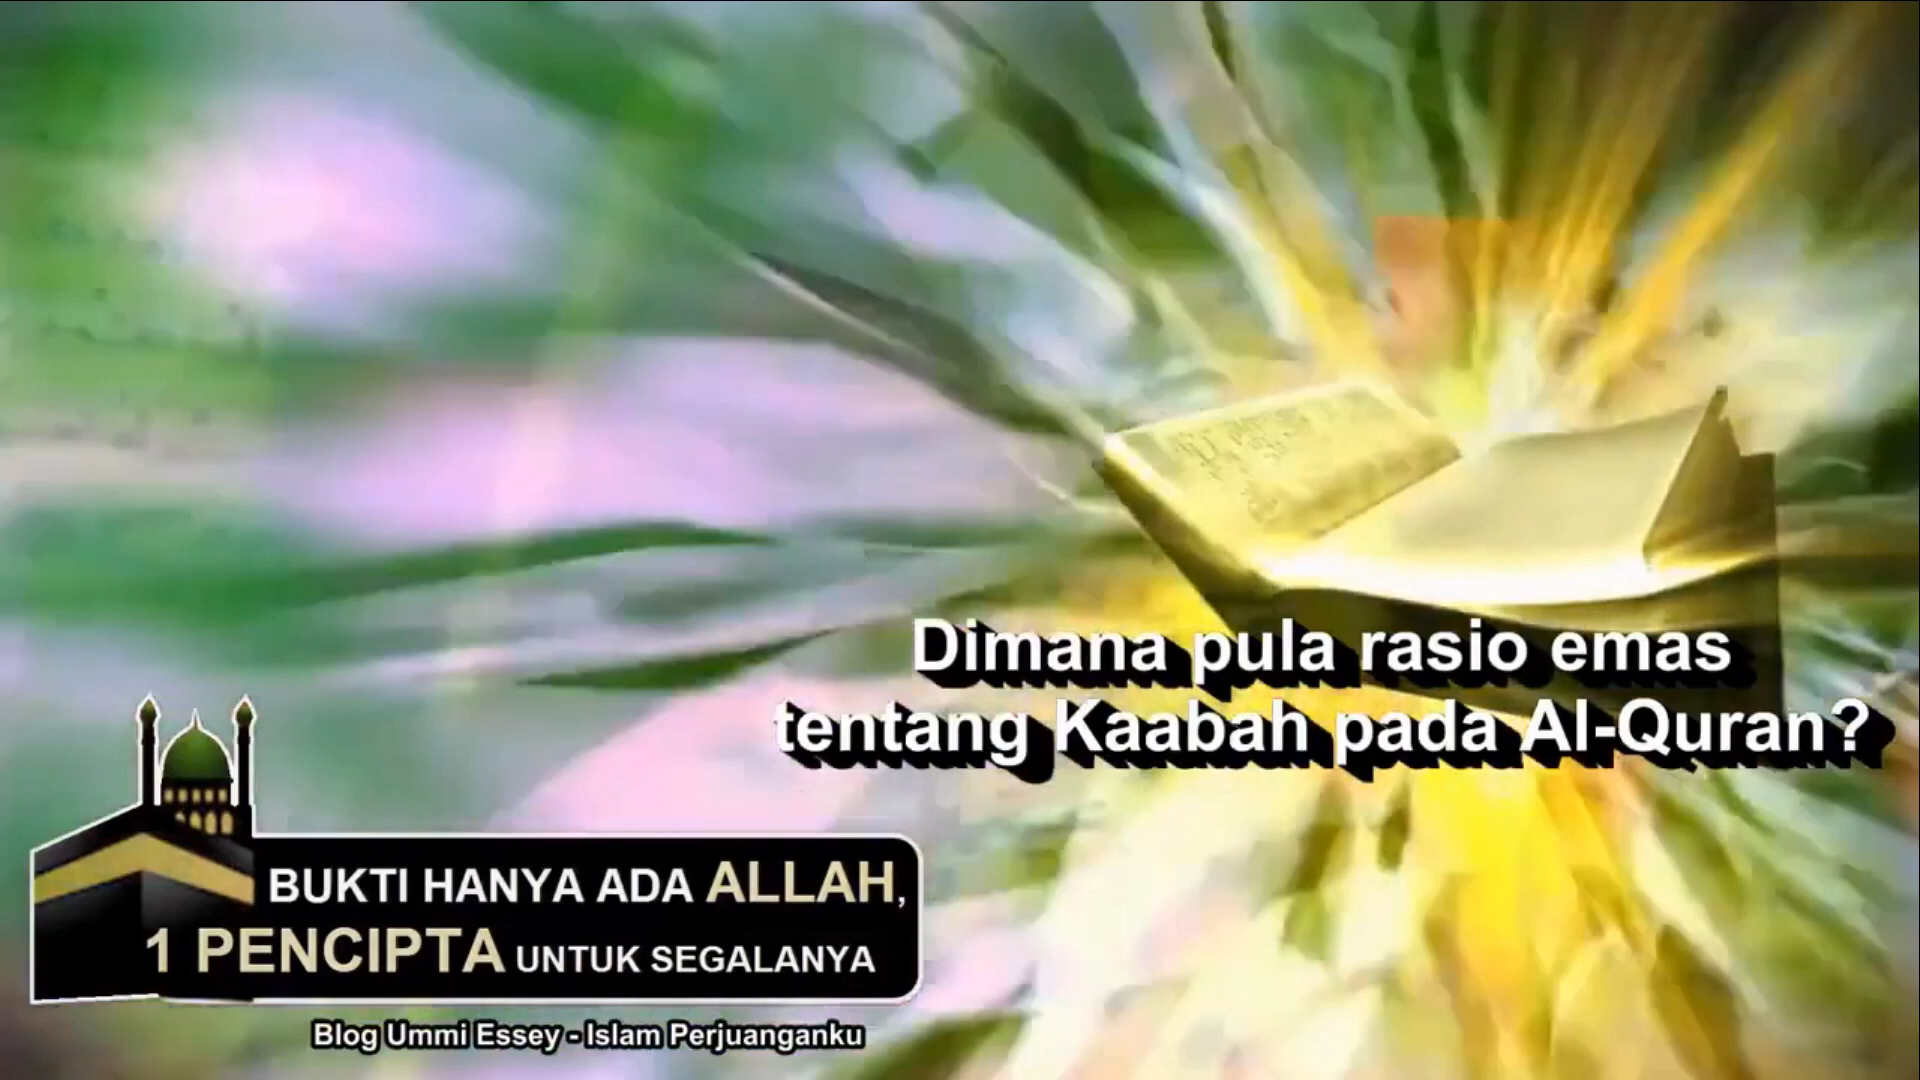 Dimana pula rasio emas
tentang Kaabah pada Al-Quran?
BUKTI HANYA ADA ALLAH,
1 PENCIPTA UNTUK SEGALANYA
Blog Ummi Essey - Islam Perjuanganku